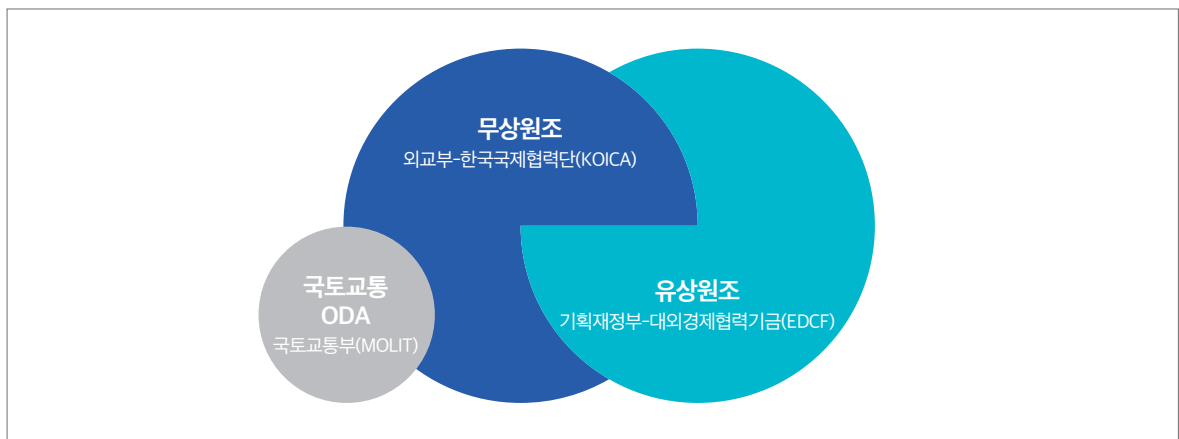 무상원조
외교부-한국국제협력단(KOICA)
국토교통
ODA
국토교통부(MOLIT)
유상원조
기획재정부-대외경제협력기금(EDCF)